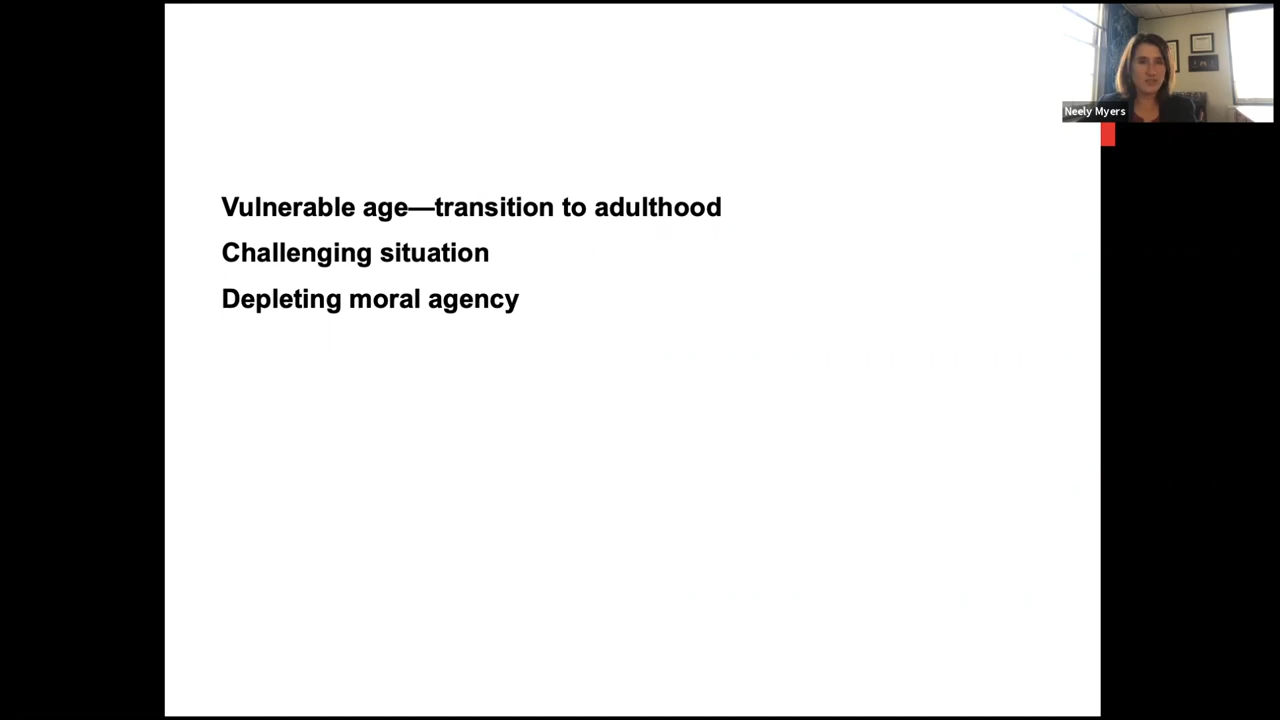 Neely Myers
Vulnerable age—transition to adulthood
Challenging situation
Depleting moral agency